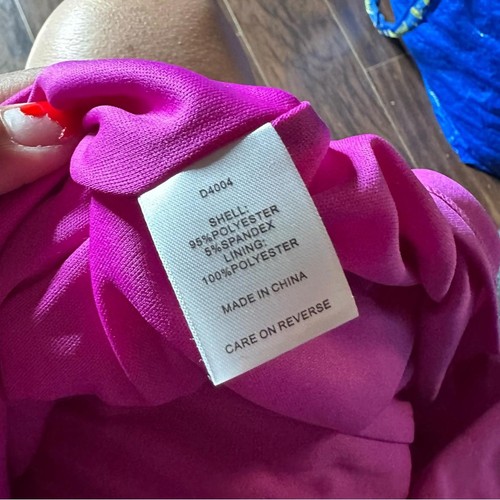 D4004
SHELL:
95%POLYESTER
5%SPANDEX
LINING:
100%POLYESTER
MADE IN CHINA
CARE ON REVERSE